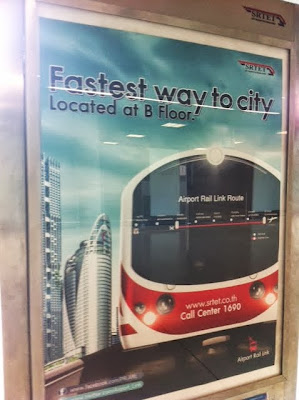 SRTET
SRTET
Fastest way to city
Located at B Floor.
Airport Rail Link Route
www.srtet.co.th
Call Center 1690
Airport Rail Link